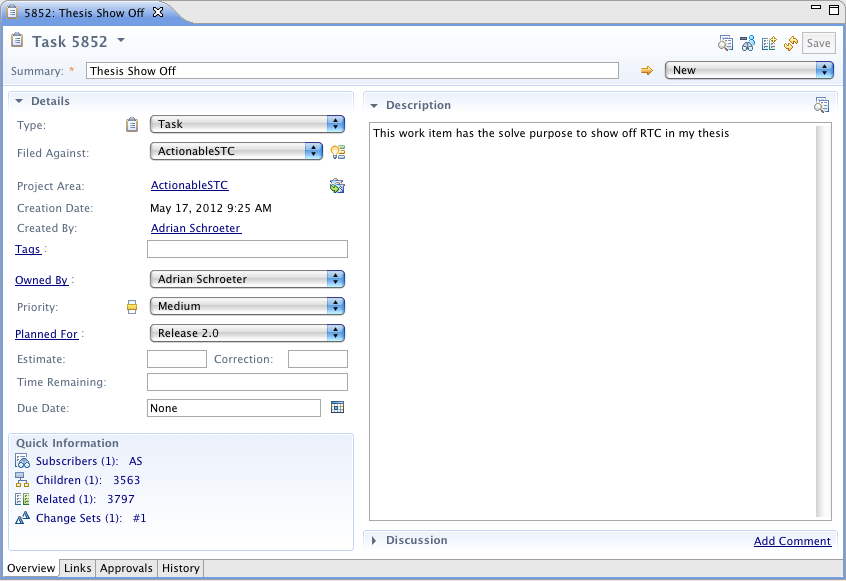 5852: Thesis Show Off
Task 5852
Save
Summary: * Thesis Show Off
New
Details
Type: Task
Filed Against: ActionableSTC
Project Area: ActionableSTC
Creation Date: May 17, 2012 9:25 AM
Created By: Adrian Schroeter
Tags :
Owned By : Adrian Schroeter
Priority: Medium
Planned For : Release 2.0
Estimate: Correction:
Time Remaining:
Due Date: None
Quick Information
Subscribers (1): AS
Children (1): 3563
Related (1): 3797
Change Sets (1): #1
Description
This work item has the solve purpose to show off RTC in my thesis
Discussion
Add Comment
Overview Links Approvals History